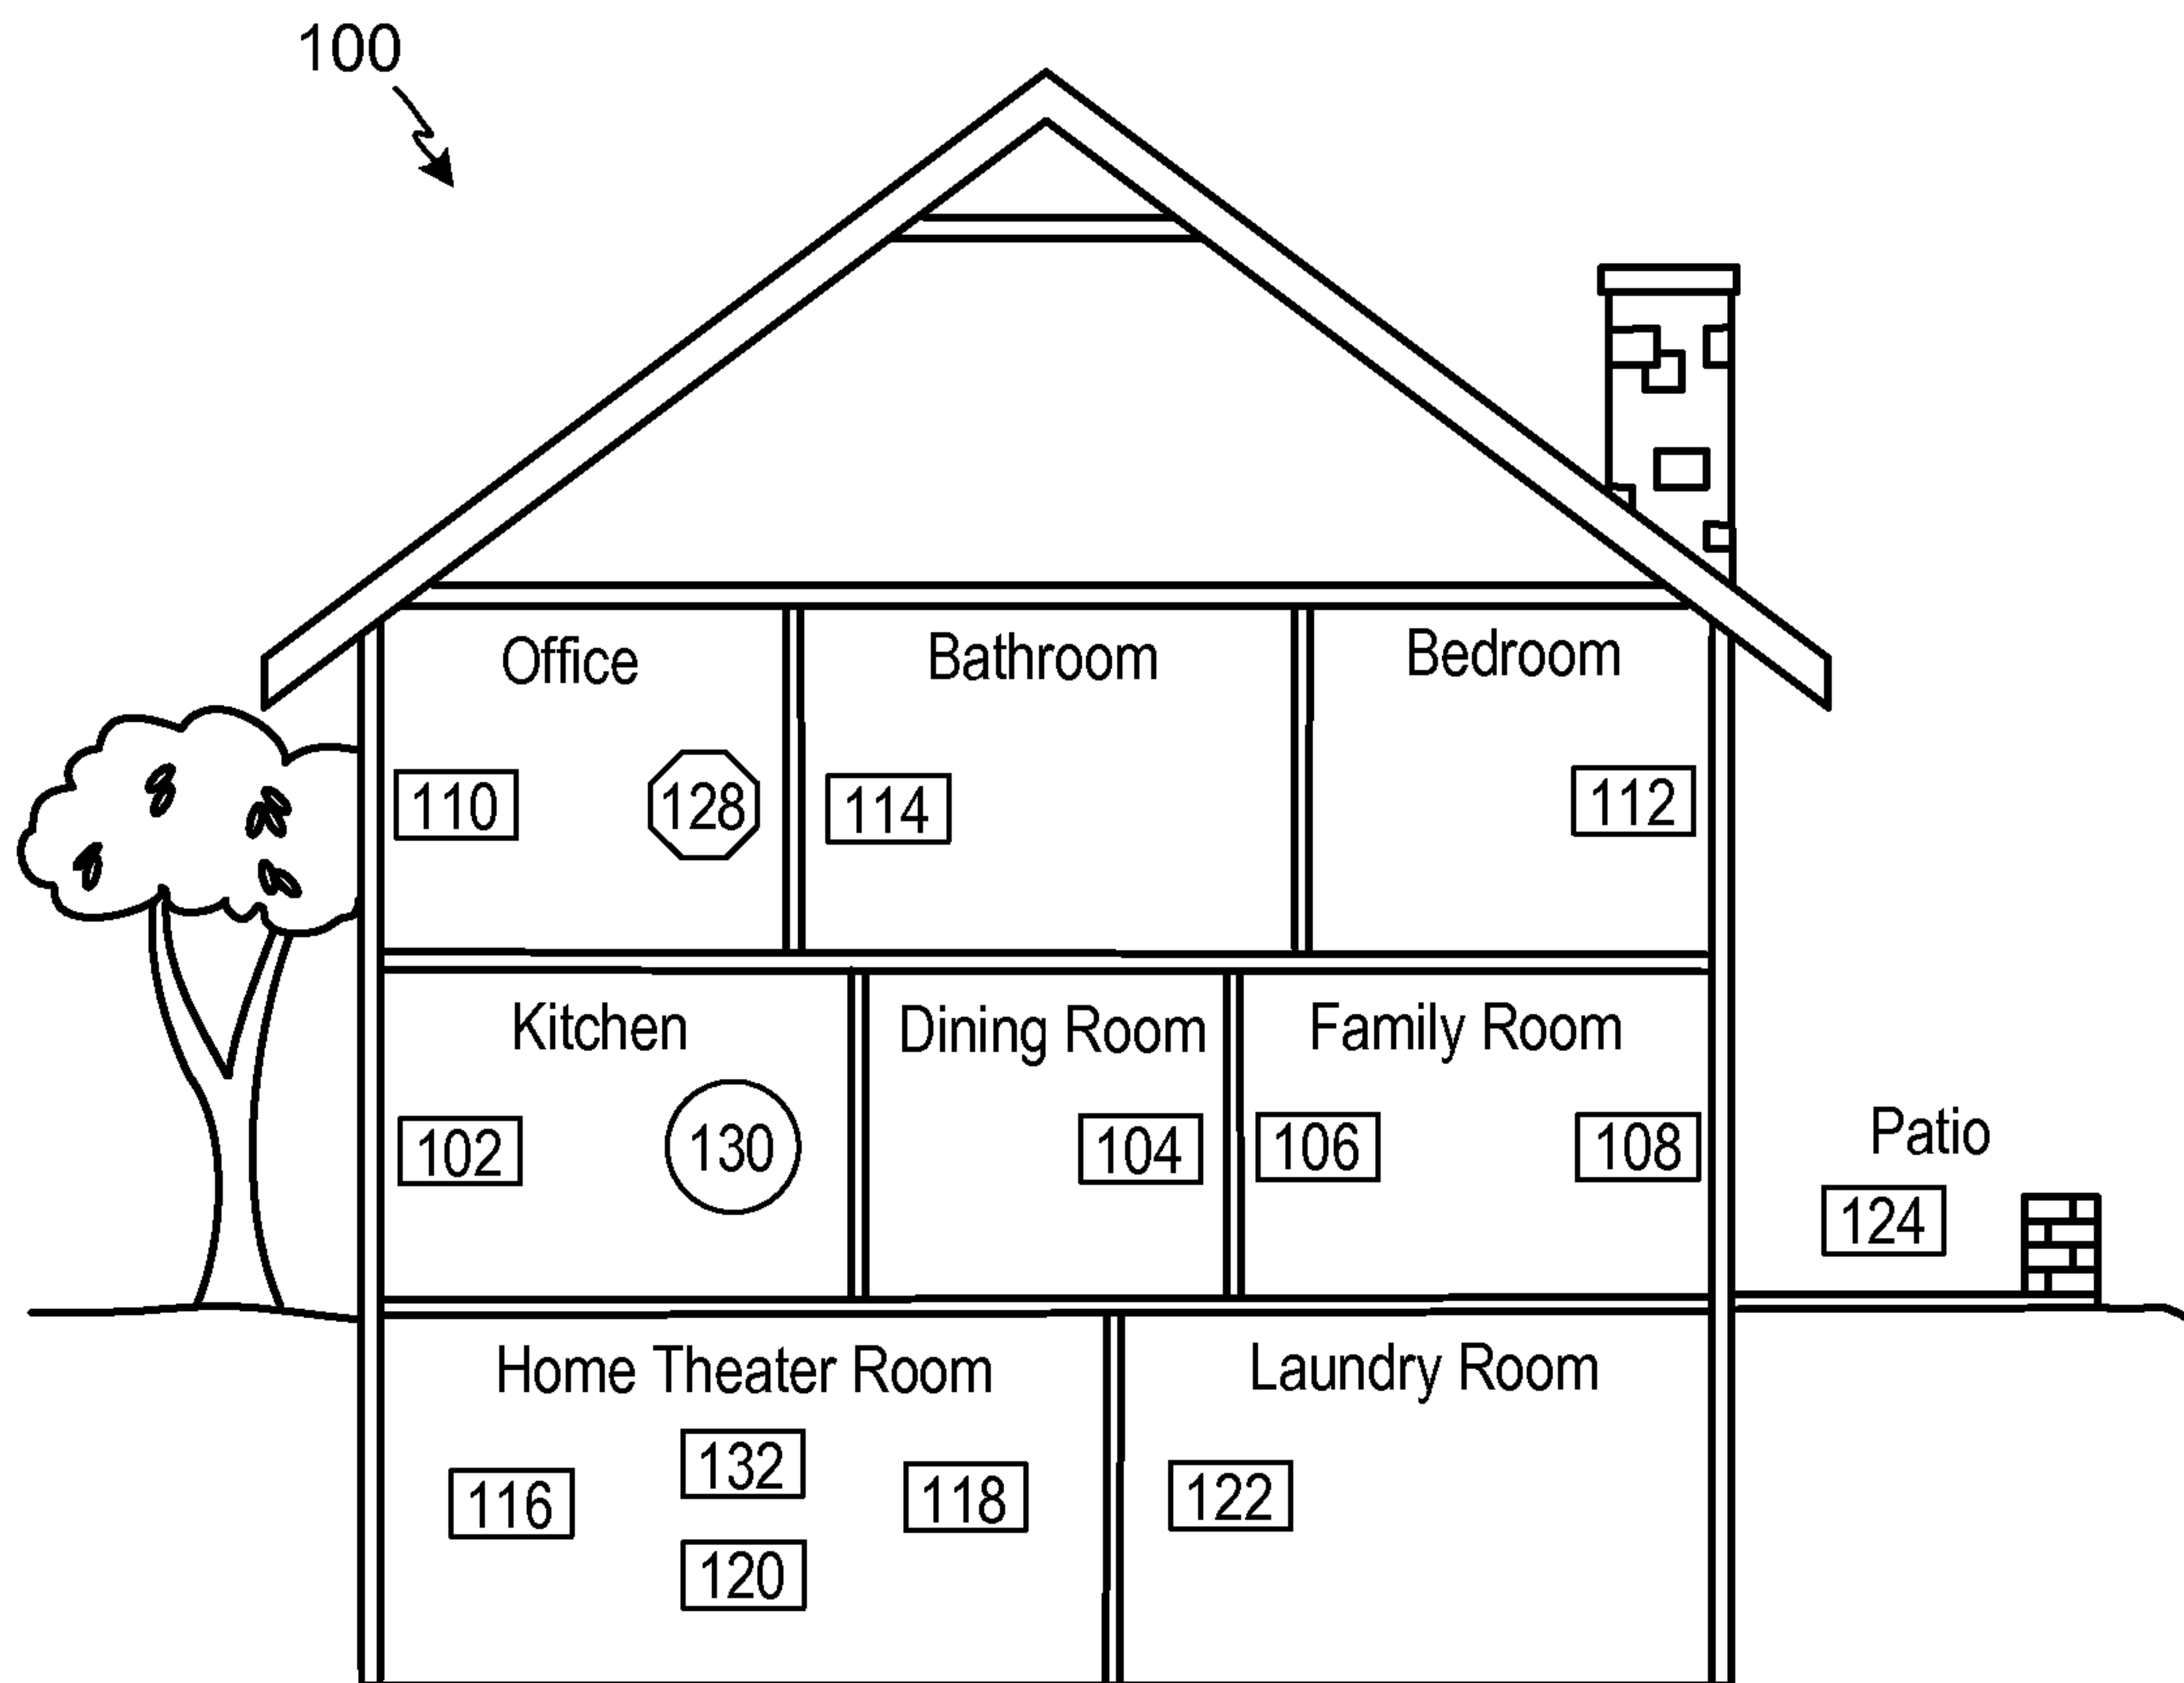 100
Office Bathroom Bedroom
110 128 114 112
Kitchen Dining Room Family Room
102 130 104 106 108
Patio
124
Home Theater Room Laundry Room
132
116 118 122
120